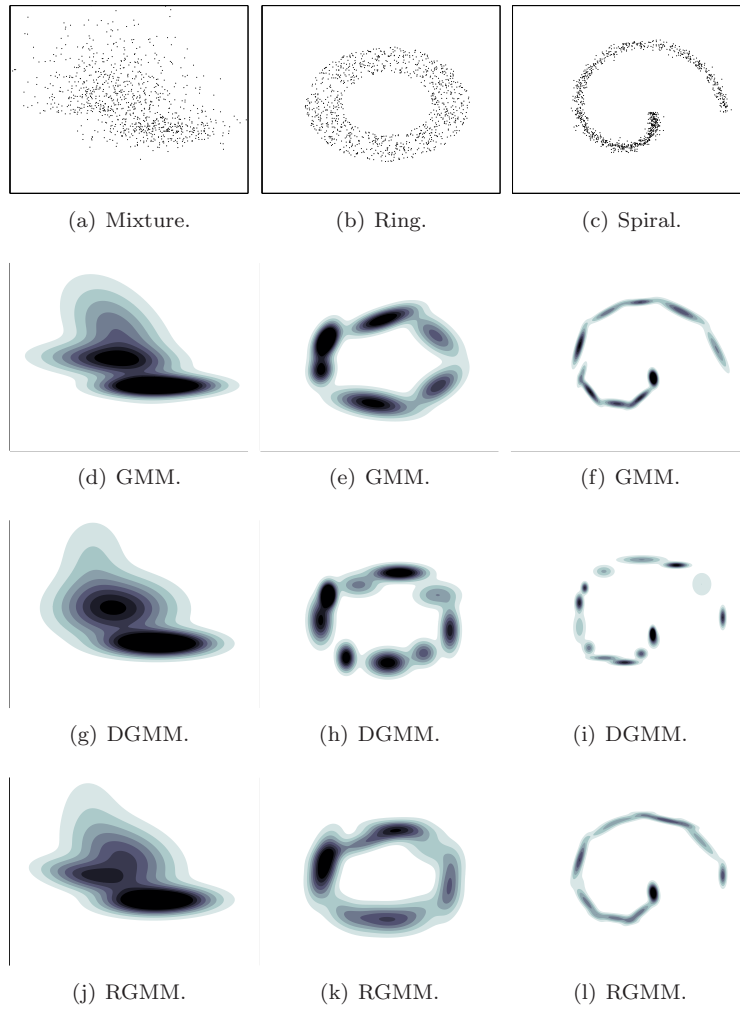 (a) Mixture.
(b) Ring.
(c) Spiral.
(d) GMM.
(e) GMM.
(f) GMM.
(g) DGMM.
(h) DGMM.
(i) DGMM.
(j) RGMM.
(k) RGMM.
(l) RGMM.